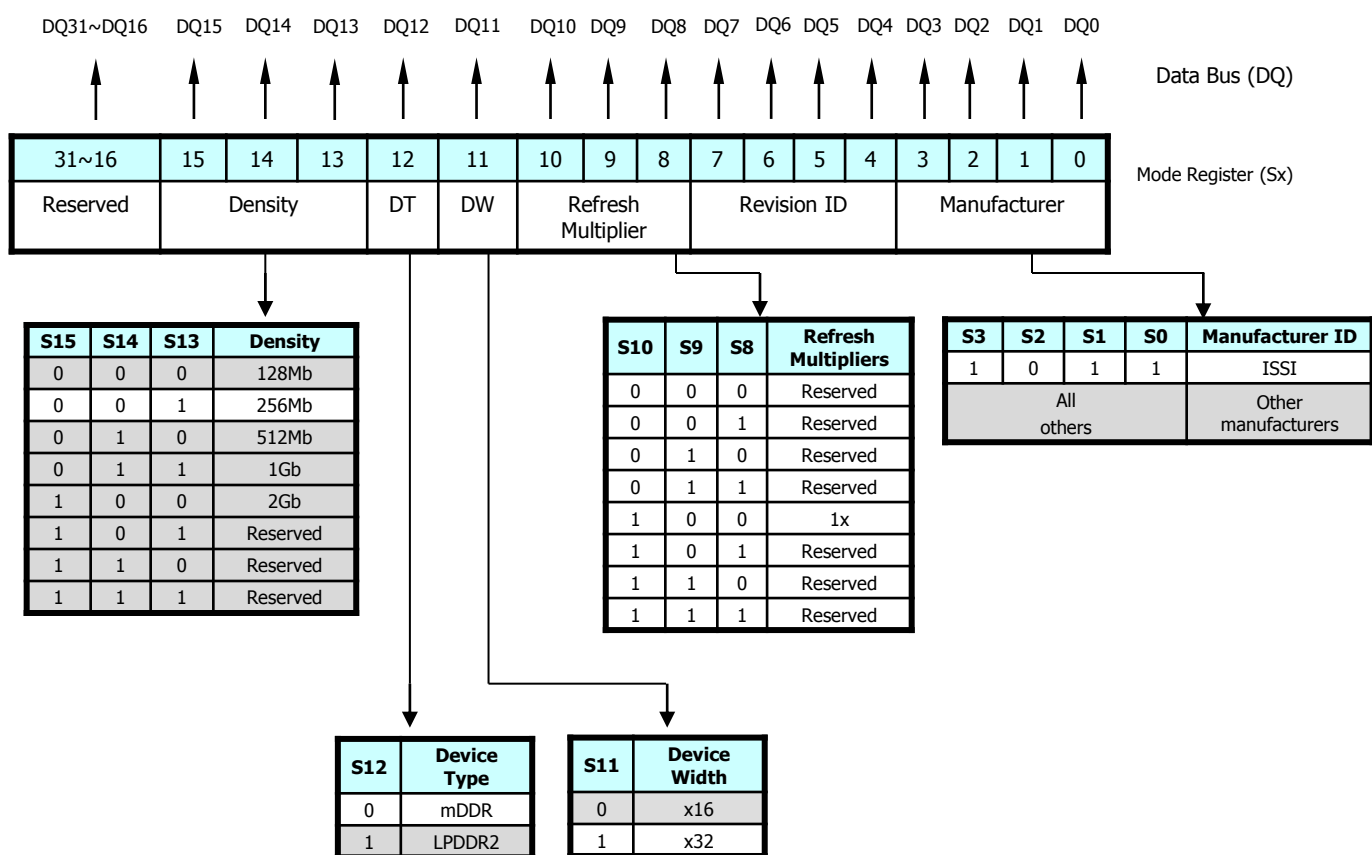 DQ31~DQ16 DQ15 DQ14 DQ13 DQ12 DQ11 DQ10 DQ9 DQ8 DQ7 DQ6 DQ5 DQ4 DQ3 DQ2 DQ1 DQ0
Data Bus (DQ)
31~16 15 14 13 12 11 10 9 8 7 6 5 4 3 2 1 0
Mode Register (Sx)
Reserved Density DT DW Refresh Revision ID Manufacturer
Multiplier
S15 S14 S13 Density
0 0 0 128Mb
0 0 1 256Mb
0 1 0 512Mb
0 1 1 1Gb
1 0 0 2Gb
1 0 1 Reserved
1 1 0 Reserved
1 1 1 Reserved
S10 S9 S8 Refresh
Multipliers
0 0 0 Reserved
0 0 1 Reserved
0 1 0 Reserved
0 1 1 Reserved
1 0 0 1x
1 0 1 Reserved
1 1 0 Reserved
1 1 1 Reserved
S3 S2 S1 S0 Manufacturer ID
1 0 1 1 ISSI
All Other
others manufacturers
S12 Device
Type
0 mDDR
1 LPDDR2
S11 Device
Width
0 x16
1 x32